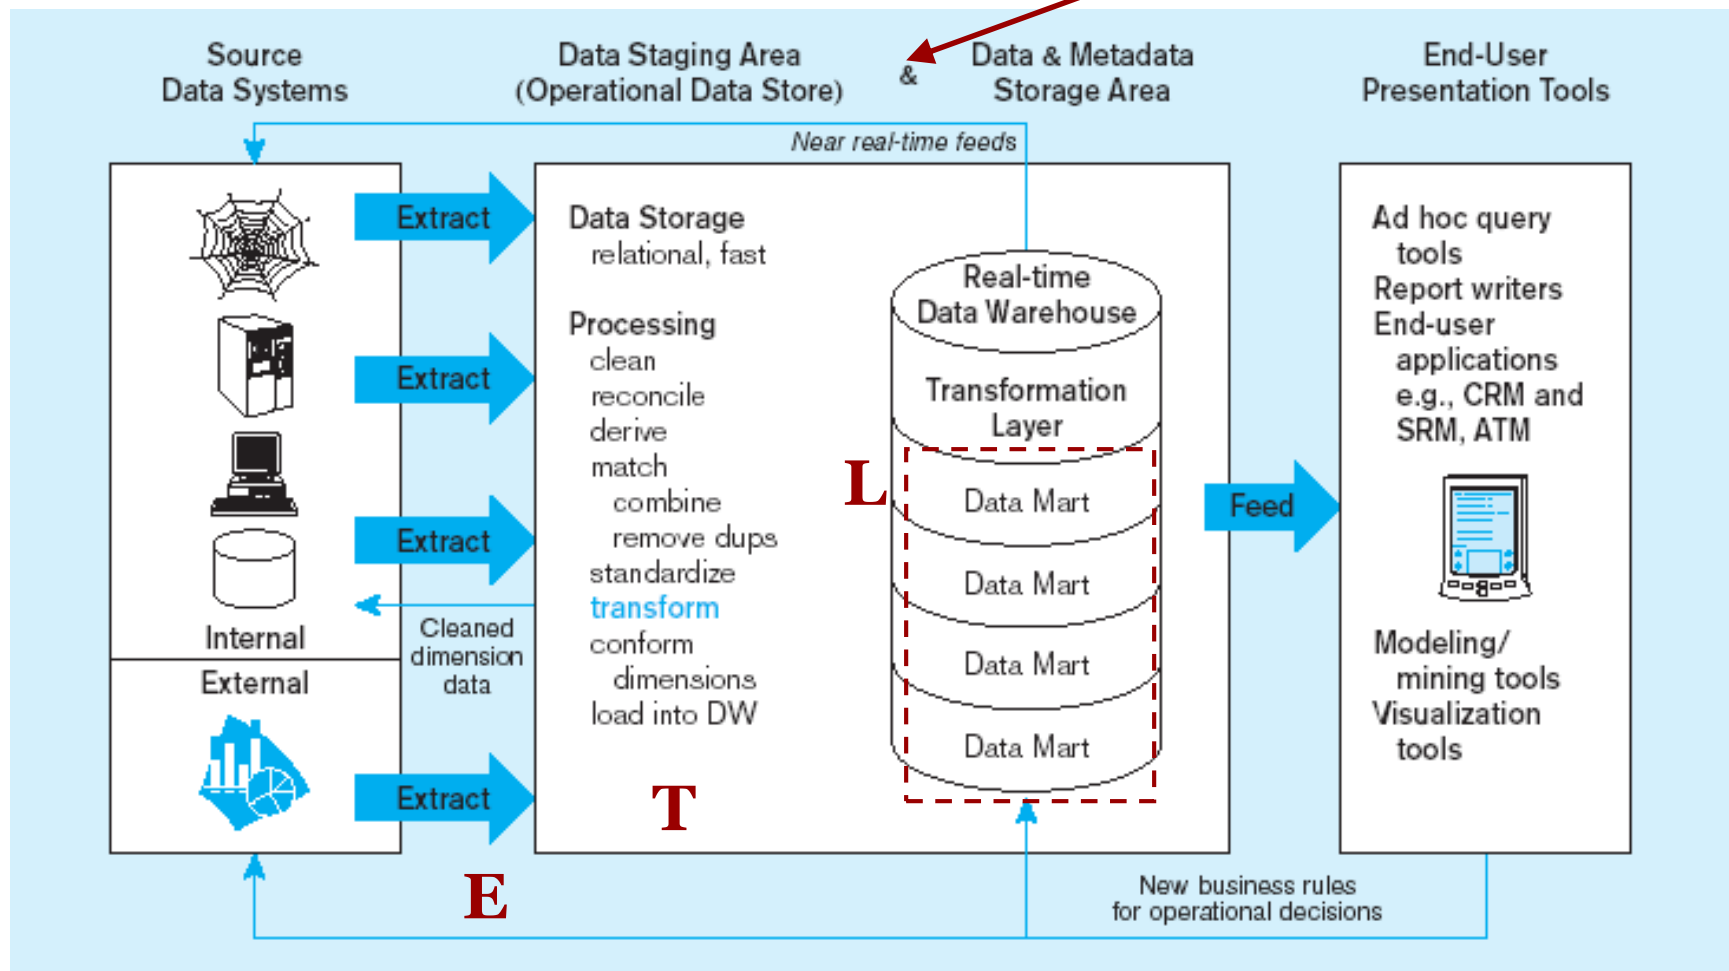 Source
Data Systems
Data Staging Area
(Operational Data Store)
&
Data & Metadata
Storage Area
End-User
Presentation Tools
Near real-time feeds
Extract
Extract
Extract
Internal
External
Extract
Cleaned
dimension
data
E
Data Storage
relational, fast
Processing
clean
reconcile
derive
match
combine
remove dups
standardize
transform
conform
dimensions
load into DW
T
Real-time
Data Warehouse
Transformation
Layer
L
Data Mart
Data Mart
Data Mart
Data Mart
Feed
Ad hoc query
tools
Report writers
End-user
applications
e.g., CRM and
SRM, ATM
Modeling/
mining tools
Visualization
tools
New business rules
for operational decisions